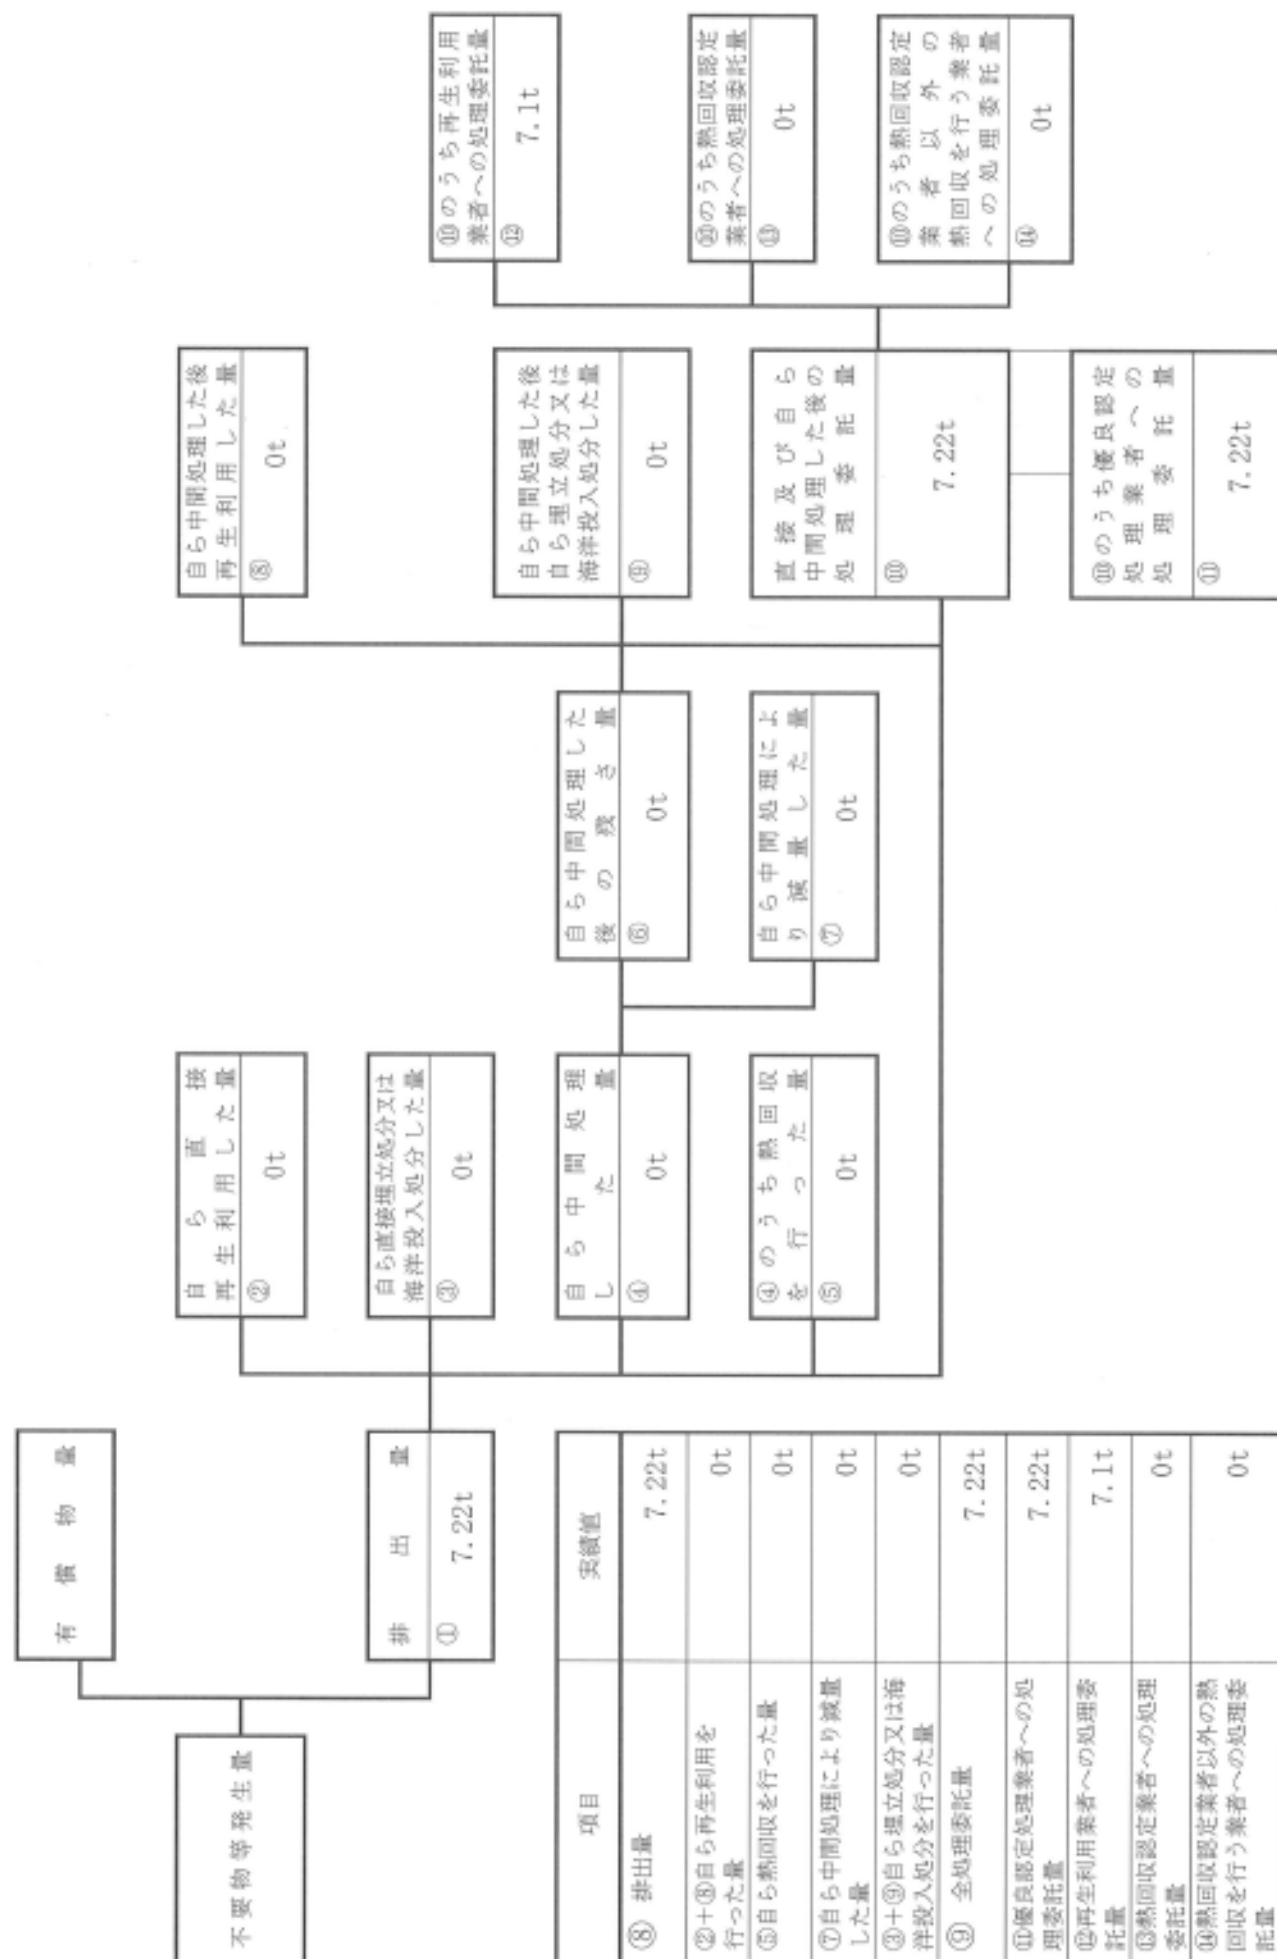 不要物等発生量
有償物量
排出量
① 7.22t
自ら直接
再生利用した量
② 0t
自ら直接埋立処分又は
海洋投入処分した量
③ 0t
自ら中間処理
した量
④ 0t
④のうち熱回収
を行った量
⑤ 0t
自ら中間処理した
後の残さ量
⑥ 0t
自ら中間処理によ
り減量した量
⑦ 0t
自ら中間処理した後
再生利用した量
⑧ 0t
自ら中間処理した後
自ら埋立処分又は
海洋投入処分した量
⑨ 0t
直接及び自ら
中間処理した後の
処理委託量
⑩ 7.22t
⑩のうち優良認定
処理業者への
処理委託量
⑪ 7.22t
⑩のうち再生利用
業者への処理委託量
⑫ 7.1t
⑩のうち熱回収認定
業者への処理委託量
⑬ 0t
⑩のうち熱回収認定
業者以外の
熱回収を行う業者
への処理委託量
⑭ 0t
項目 実績値
⑧ 排出量 7.22t
②+⑧自ら再生利用を
行った量 0t
⑤自ら熱回収を行った量 0t
⑦自ら中間処理により減量
した量 0t
③+⑨自ら埋立処分又は海
洋投入処分を行った量 0t
⑨ 全処理委託量 7.22t
⑪優良認定処理業者への処
理委託量 7.22t
⑫再生利用業者への処理委
託量 7.1t
⑬熱回収認定業者への処理
委託量 0t
⑭熱回収認定業者以外の熱
回収を行う業者への処理委
託量 0t